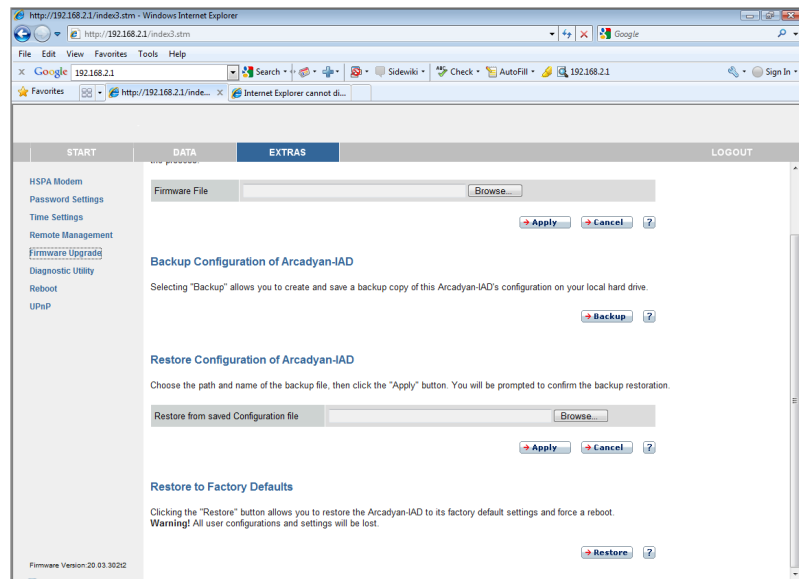 http://192.168.2.1/index3.stm - Windows Internet Explorer
http://192.168.2.1/index3.stm
Google
File Edit View Favorites Tools Help
x Google 192.168.2.1 Search Sidewiki ABC Check AutoFill 192.168.2.1 Sign In
Favorites http://192.168.2.1/inde... x Internet Explorer cannot di...
START DATA EXTRAS LOGOUT
HSPA Modem
Password Settings
Time Settings
Remote Management
Firmware Upgrade
Diagnostic Utility
Reboot
UPnP
the process.
Firmware File Browse...
Apply Cancel ?
Backup Configuration of Arcadyan-IAD
Selecting "Backup" allows you to create and save a backup copy of this Arcadyan-IAD's configuration on your local hard drive.
Backup ?
Restore Configuration of Arcadyan-IAD
Choose the path and name of the backup file, then click the "Apply" button. You will be prompted to confirm the backup restoration.
Restore from saved Configuration file Browse...
Apply Cancel ?
Restore to Factory Defaults
Clicking the "Restore" button allows you to restore the Arcadyan-IAD to its factory default settings and force a reboot.
Warning! All user configurations and settings will be lost.
Restore ?
Firmware Version:20.03.302t2